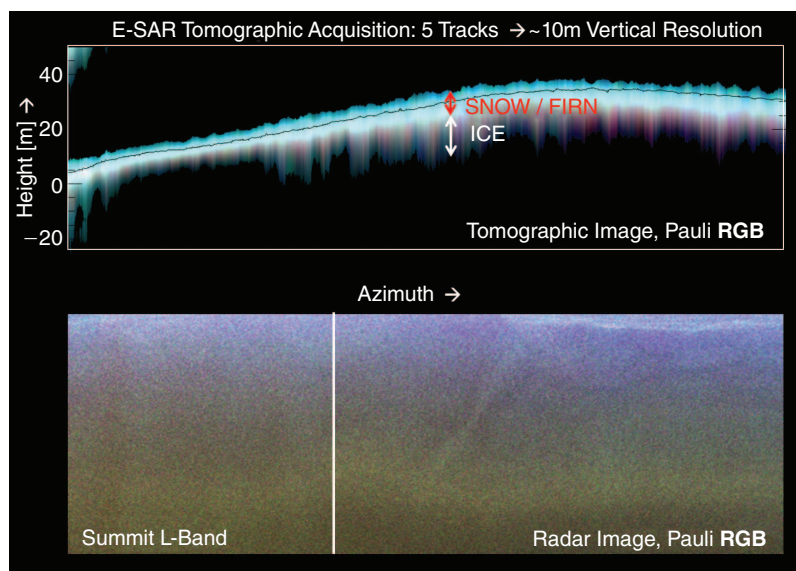 E-SAR Tomographic Acquisition: 5 Tracks → ~10m Vertical Resolution
Height [m] →
40
20
0
−20
SNOW / FIRN
ICE
Tomographic Image, Pauli RGB
Azimuth →
Summit L-Band
Radar Image, Pauli RGB